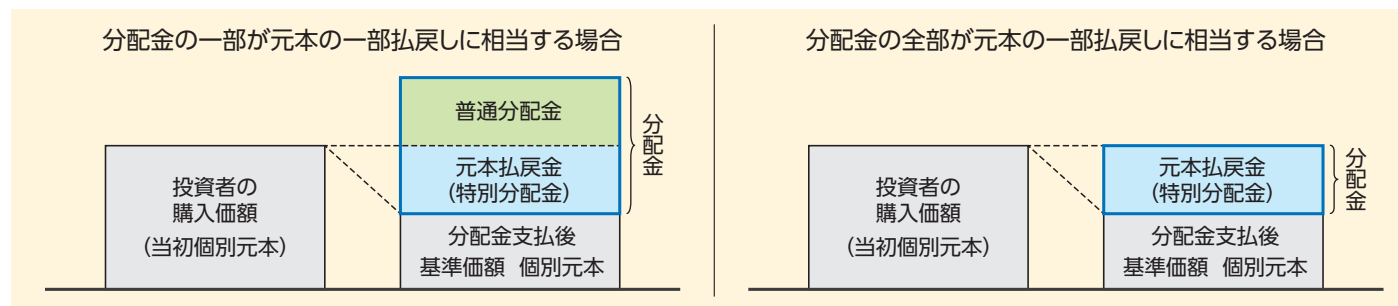 分配金の一部が元本の一部払戻しに相当する場合
普通分配金
元本払戻金
(特別分配金)
分配金
投資者の
購入価額
(当初個別元本)
分配金支払後
基準価額 個別元本
分配金の全部が元本の一部払戻しに相当する場合
元本払戻金
(特別分配金)
分配金
投資者の
購入価額
(当初個別元本)
分配金支払後
基準価額 個別元本